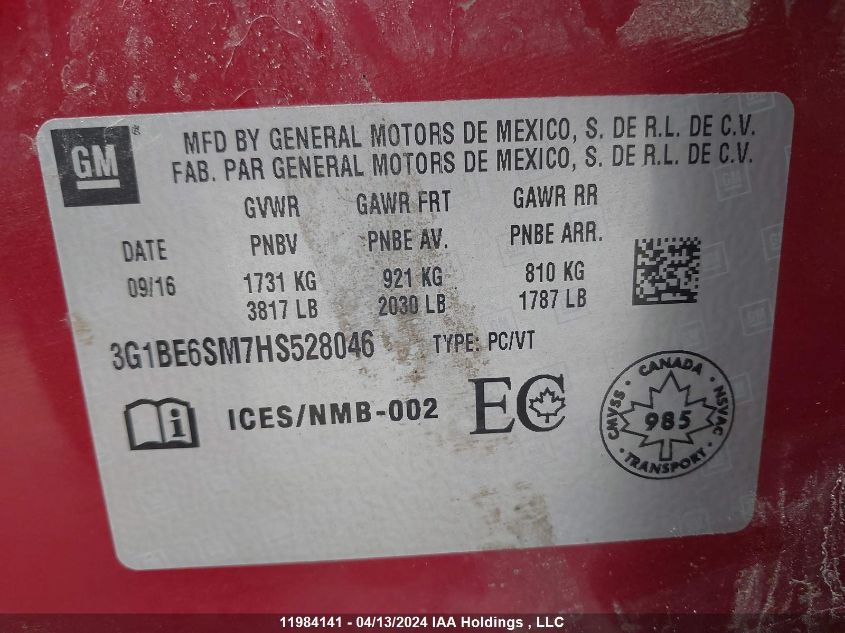 GM®
MFD BY GENERAL MOTORS DE MEXICO, S. DE R.L. DE C.V.
FAB. PAR GENERAL MOTORS DE MEXICO, S. DE R.L. DE C.V.
GVWR GAWR FRT GAWR RR
DATE PNBV PNBE AV. PNBE ARR.
09/16 1731 KG 921 KG 810 KG
3817 LB 2030 LB 1787 LB
3G1BE6SM7HS528046 TYPE: PC/VT
i ICES/NMB-002 EC
CANADA
CMVSS 985 NSVAC
TRANSPORT
11984141 - 04/13/2024 IAA Holdings , LLC